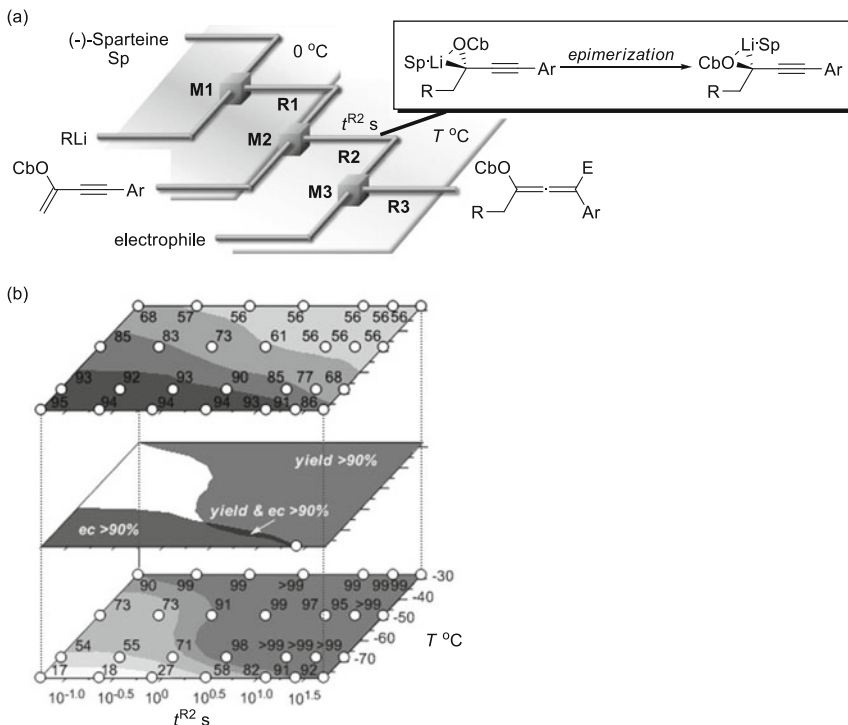 (a)
(-)-Sparteine
Sp
0 °C
M1
R1
RLi
M2
t^R2 s
R2
T °C
CbO
Ar
M3
R3
electrophile
CbO
E
R
Ar
OCb
Sp·Li
Ar
R
epimerization
Li·Sp
CbO
Ar
R
(b)
68 57 56 56 56 56 56
85 83 73 61 56 56 56
93 92 93 90 85 77 68
95 94 94 94 93 91 86
yield >90%
yield & ec >90%
ec >90%
90 99 99 >99 99 99 99
73 73 91 99 97 95 >99
54 55 71 98 >99 >99 >99
17 18 27 58 82 91 92
-30
-40
-50
-60
-70
T °C
10^-1.0 10^-0.5 10^0 10^0.5 10^1.0 10^1.5
t^R2 s